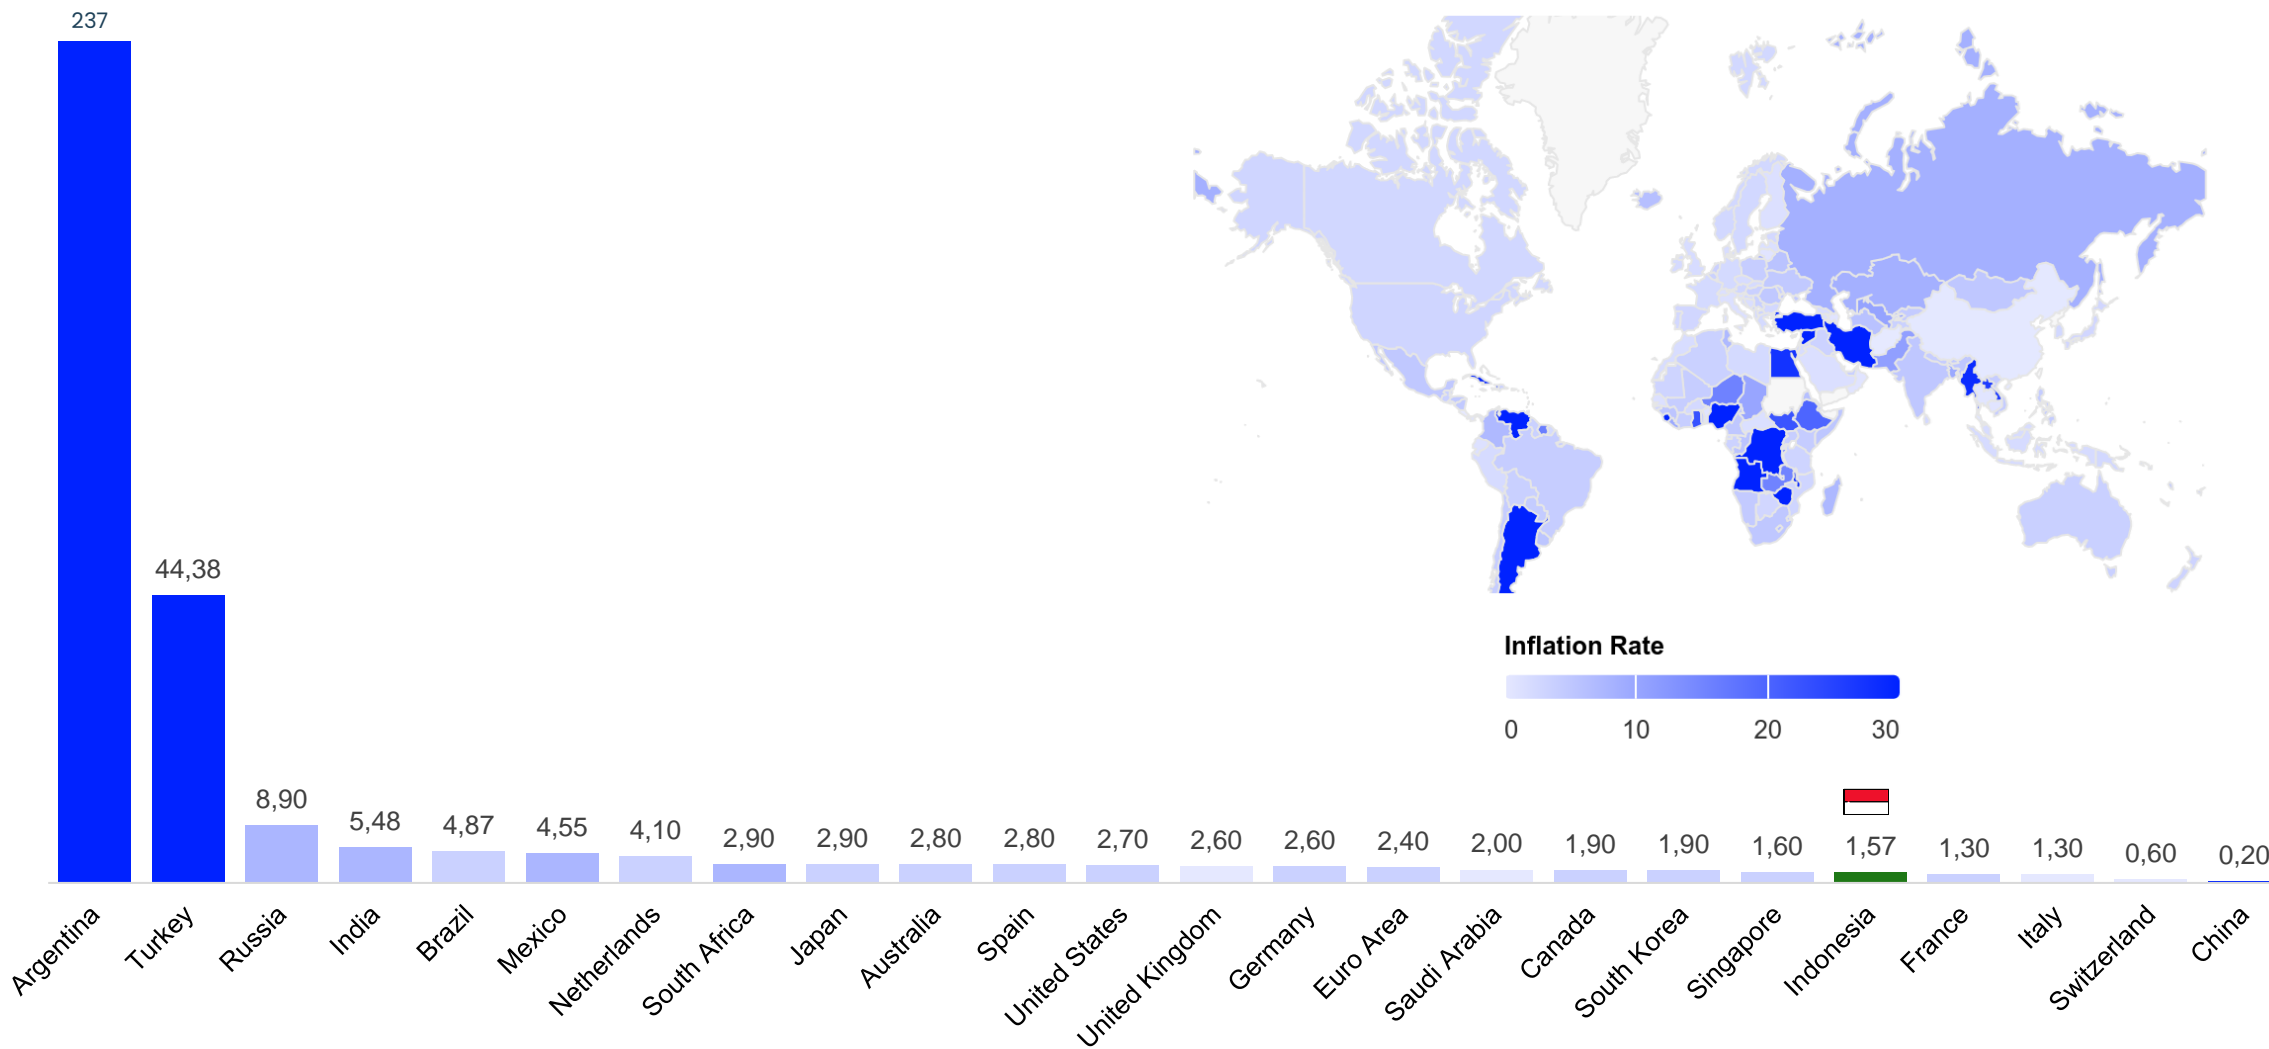 237
44,38
8,90
5,48
4,87
4,55
4,10
2,90
2,90
2,80
2,80
2,70
2,60
2,60
2,40
2,00
1,90
1,90
1,60
1,57
1,30
1,30
0,60
0,20
Argentina
Turkey
Russia
India
Brazil
Mexico
Netherlands
South Africa
Japan
Australia
Spain
United States
United Kingdom
Germany
Euro Area
Saudi Arabia
Canada
South Korea
Singapore
Indonesia
France
Italy
Switzerland
China
Inflation Rate
0 10 20 30